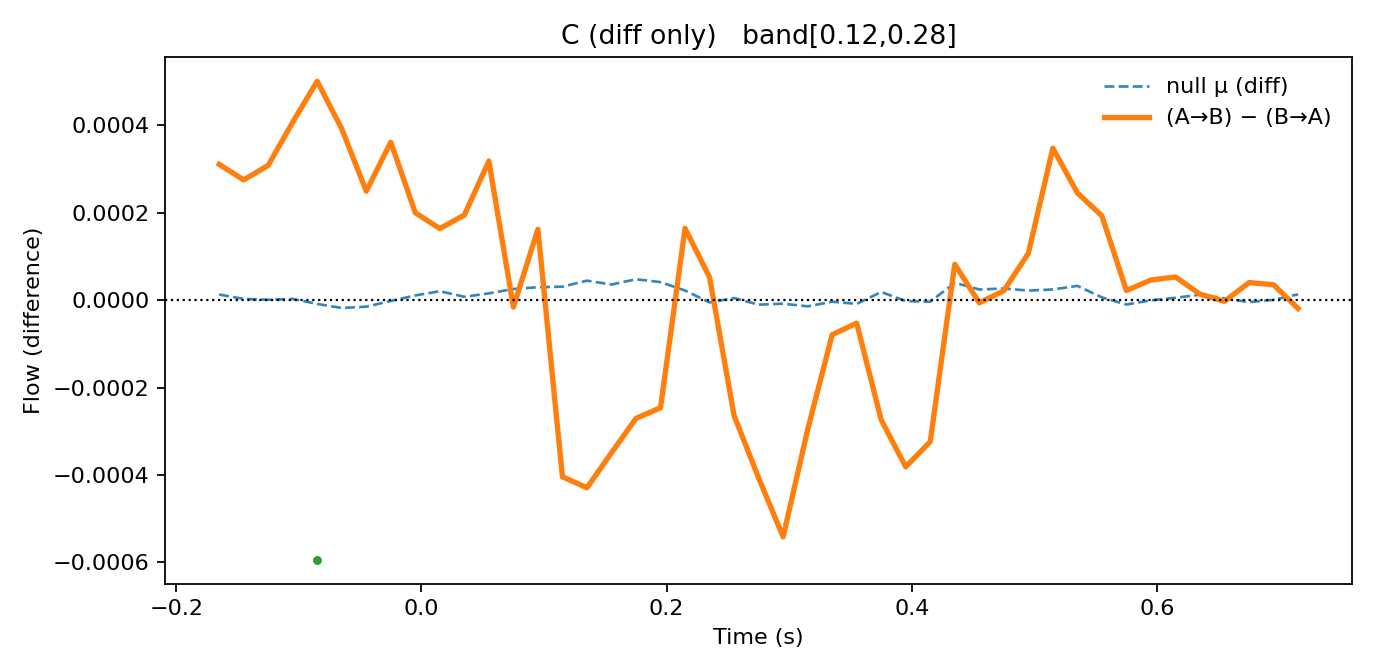 C (diff only)   band[0.12,0.28]
null μ (diff)
(A→B) − (B→A)
Flow (difference)
0.0004
0.0002
0.0000
−0.0002
−0.0004
−0.0006
−0.2 0.0 0.2 0.4 0.6
Time (s)